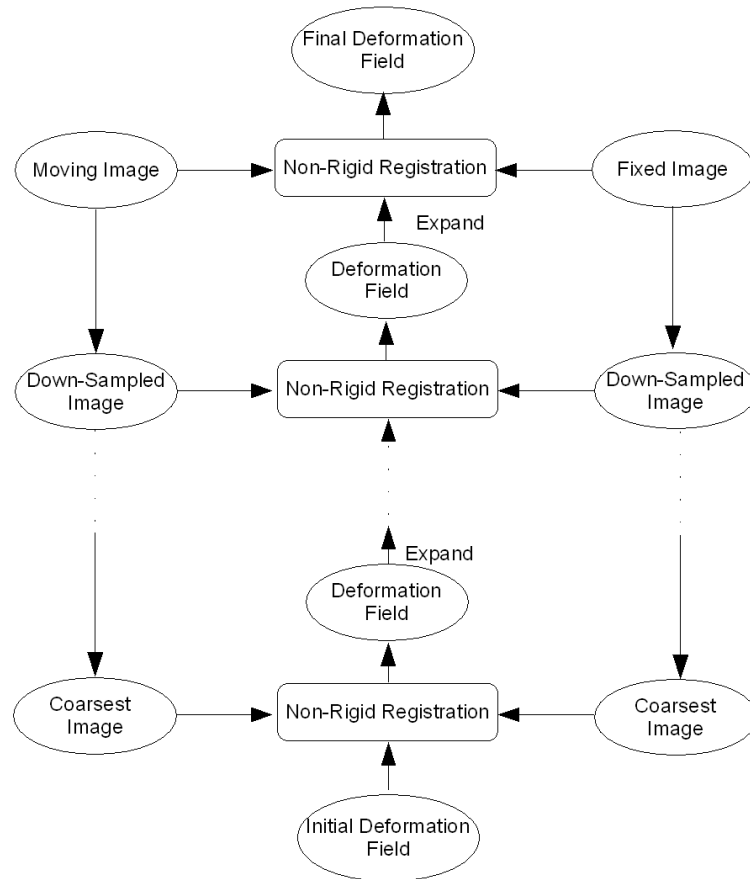 Final Deformation
Field
Moving Image
Non-Rigid Registration
Fixed Image
Expand
Deformation
Field
Down-Sampled
Image
Non-Rigid Registration
Down-Sampled
Image
Expand
Deformation
Field
Coarsest
Image
Non-Rigid Registration
Coarsest
Image
Initial Deformation
Field